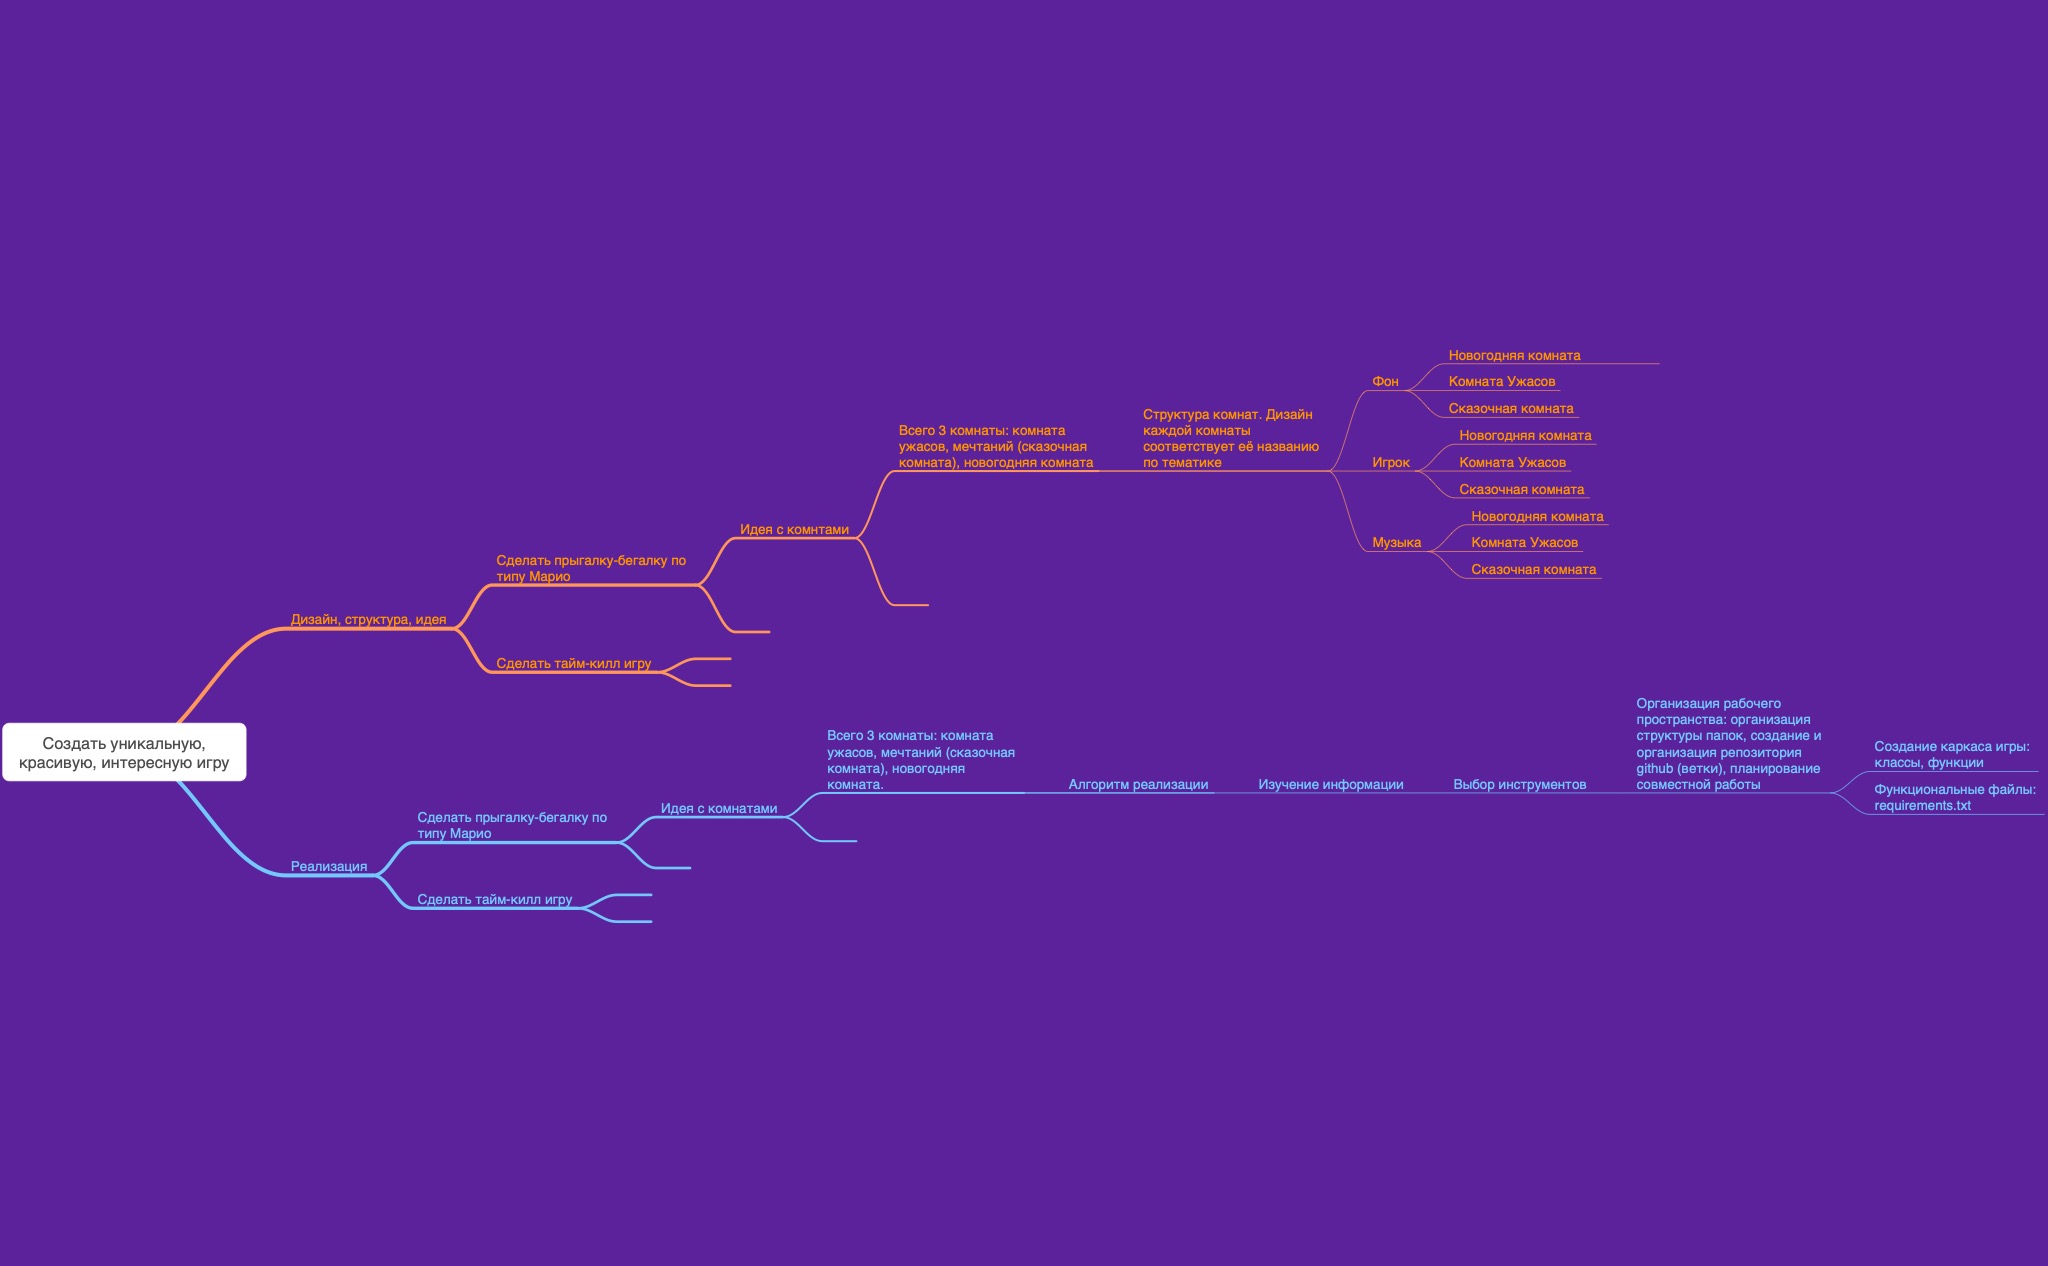 Новогодняя комната
Фон
Комната Ужасов
Сказочная комната
Структура комнат. Дизайн
каждой комнаты
соответствует её названию
по тематике
Всего 3 комнаты: комната
ужасов, мечтаний (сказочная
комната), новогодняя комната
Новогодняя комната
Игрок
Комната Ужасов
Сказочная комната
Новогодняя комната
Музыка
Комната Ужасов
Сказочная комната
Идея с комнтами
Сделать прыгалку-бегалку по
типу Марио
Дизайн, структура, идея
Сделать тайм-килл игру
Создать уникальную,
красивую, интересную игру
Организация рабочего
пространства: организация
структуры папок, создание и
организация репозитория
github (ветки), планирование
совместной работы
Всего 3 комнаты: комната
ужасов, мечтаний (сказочная
комната), новогодняя
комната.
Алгоритм реализации
Изучение информации
Выбор инструментов
Создание каркаса игры:
классы, функции
Функциональные файлы:
requirements.txt
Идея с комнатами
Сделать прыгалку-бегалку по
типу Марио
Реализация
Сделать тайм-килл игру